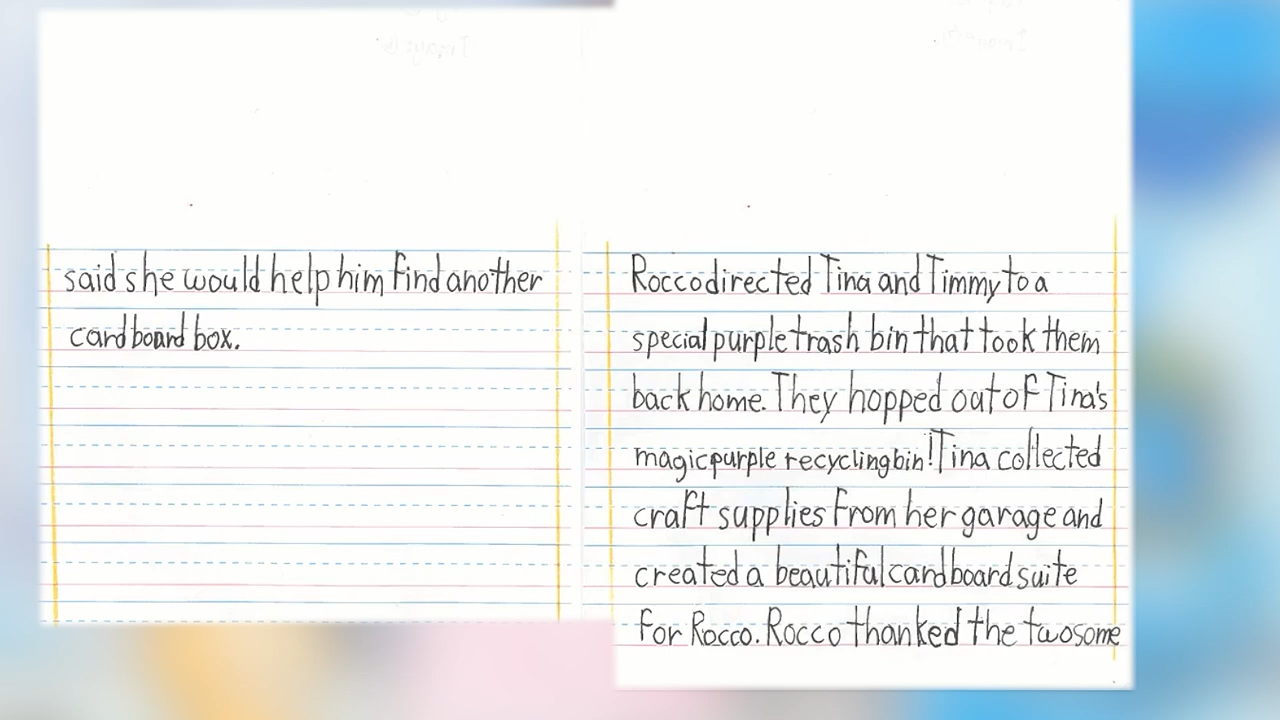 said she would help him find another
cardboard box.
Rocco directed Tina and Timmy to a
special purple trash bin that took them
back home. They hopped out of Tina's
magic purple recycling bin! Tina collected
craft supplies from her garage and
created a beautiful cardboard suite
for Rocco. Rocco thanked the twosome